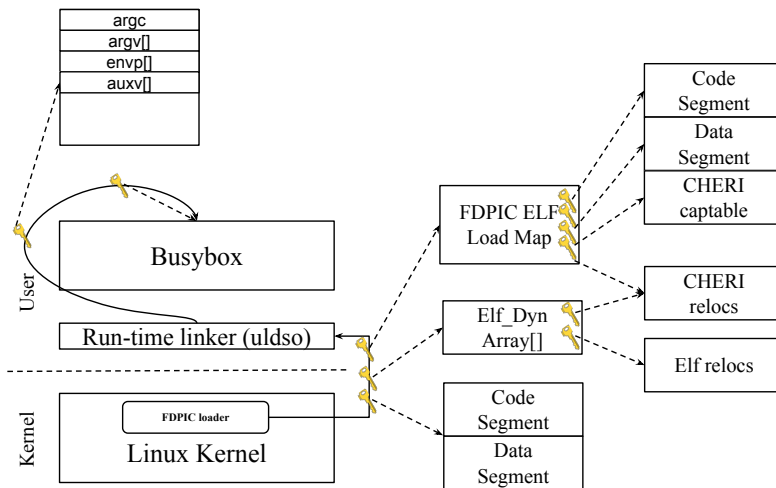 argc
argv[]
envp[]
auxv[]
Busybox
User
Run-time linker (uldso)
Kernel
FDPIC loader
Linux Kernel
FDPIC ELF
Load Map
Elf_Dyn
Array[]
Code
Segment
Data
Segment
Code
Segment
Data
Segment
CHERI
captable
CHERI
relocs
Elf relocs